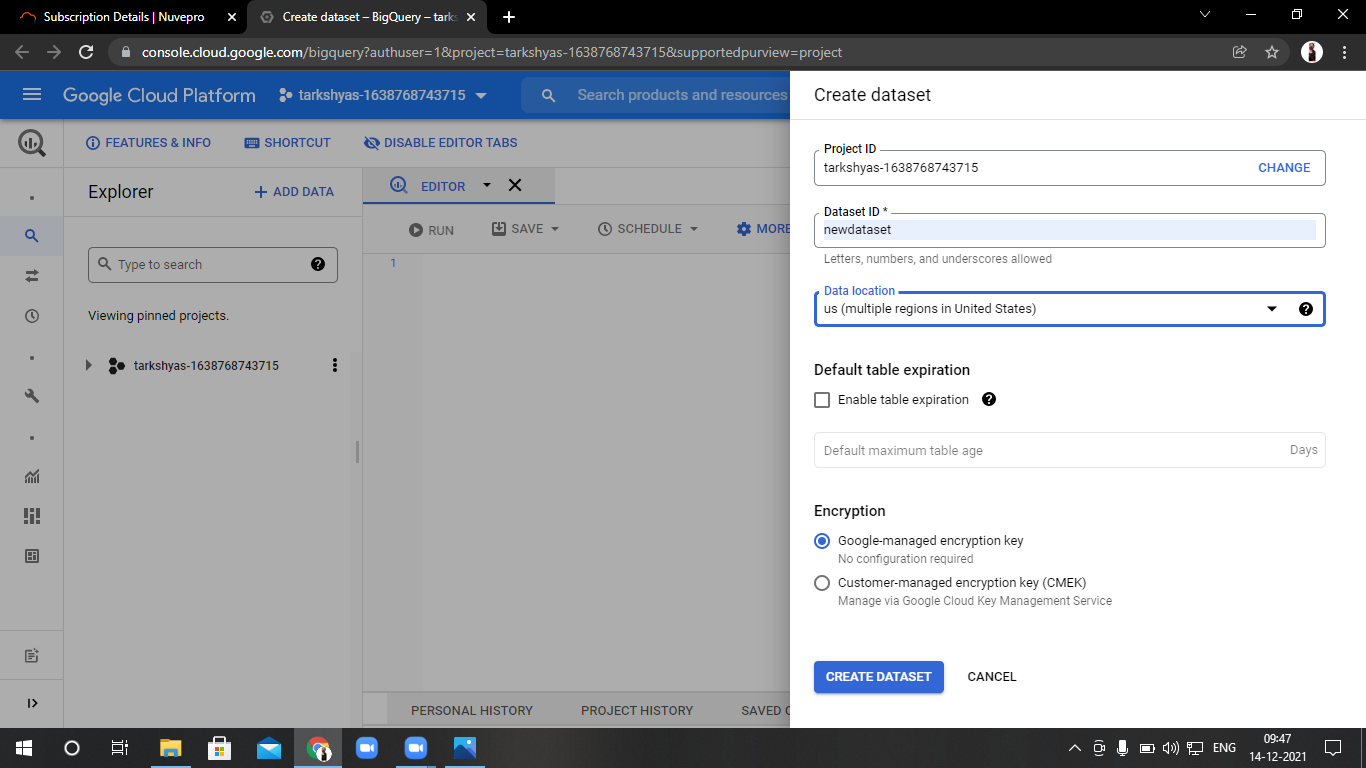 Subscription Details | Nuvepro
Create dataset – BigQuery – tarks
console.cloud.google.com/bigquery?authuser=1&project=tarkshyas-1638768743715&supportedpurview=project
Google Cloud Platform
tarkshyas-1638768743715
Search products and resources
Create dataset
FEATURES & INFO
SHORTCUT
DISABLE EDITOR TABS
Explorer
ADD DATA
EDITOR
RUN
SAVE
SCHEDULE
MORE
1
Type to search
Viewing pinned projects.
tarkshyas-1638768743715
Project ID
tarkshyas-1638768743715
CHANGE
Dataset ID *
newdataset
Letters, numbers, and underscores allowed
Data location
us (multiple regions in United States)
Default table expiration
Enable table expiration
Default maximum table age
Days
Encryption
Google-managed encryption key
No configuration required
Customer-managed encryption key (CMEK)
Manage via Google Cloud Key Management Service
CREATE DATASET
CANCEL
PERSONAL HISTORY
PROJECT HISTORY
SAVED
ENG
09:47
14-12-2021